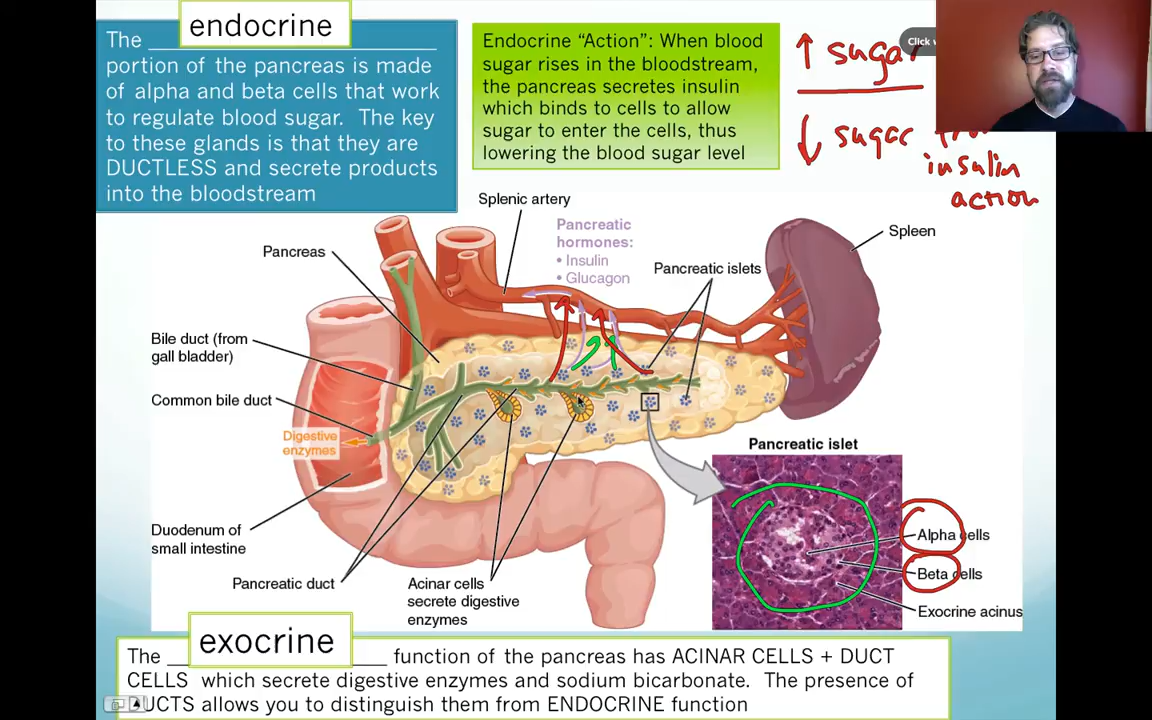 endocrine
The ___________________________
portion of the pancreas is made
of alpha and beta cells that work
to regulate blood sugar. The key
to these glands is that they are
DUCTLESS and secrete products
into the bloodstream
Endocrine “Action”: When blood
sugar rises in the bloodstream,
the pancreas secretes insulin
which binds to cells to allow
sugar to enter the cells, thus
lowering the blood sugar level
↑ sugar
↓ sugar
insulin
action
Click
Splenic artery
Pancreatic
hormones:
• Insulin
• Glucagon
Pancreas
Pancreatic islets
Spleen
Bile duct (from
gall bladder)
Common bile duct
Digestive
enzymes
Duodenum of
small intestine
Pancreatic duct
Acinar cells
secrete digestive
enzymes
Pancreatic islet
Alpha cells
Beta cells
Exocrine acinus
exocrine
The ____________________ function of the pancreas has ACINAR CELLS + DUCT
CELLS which secrete digestive enzymes and sodium bicarbonate. The presence of
DUCTS allows you to distinguish them from ENDOCRINE function